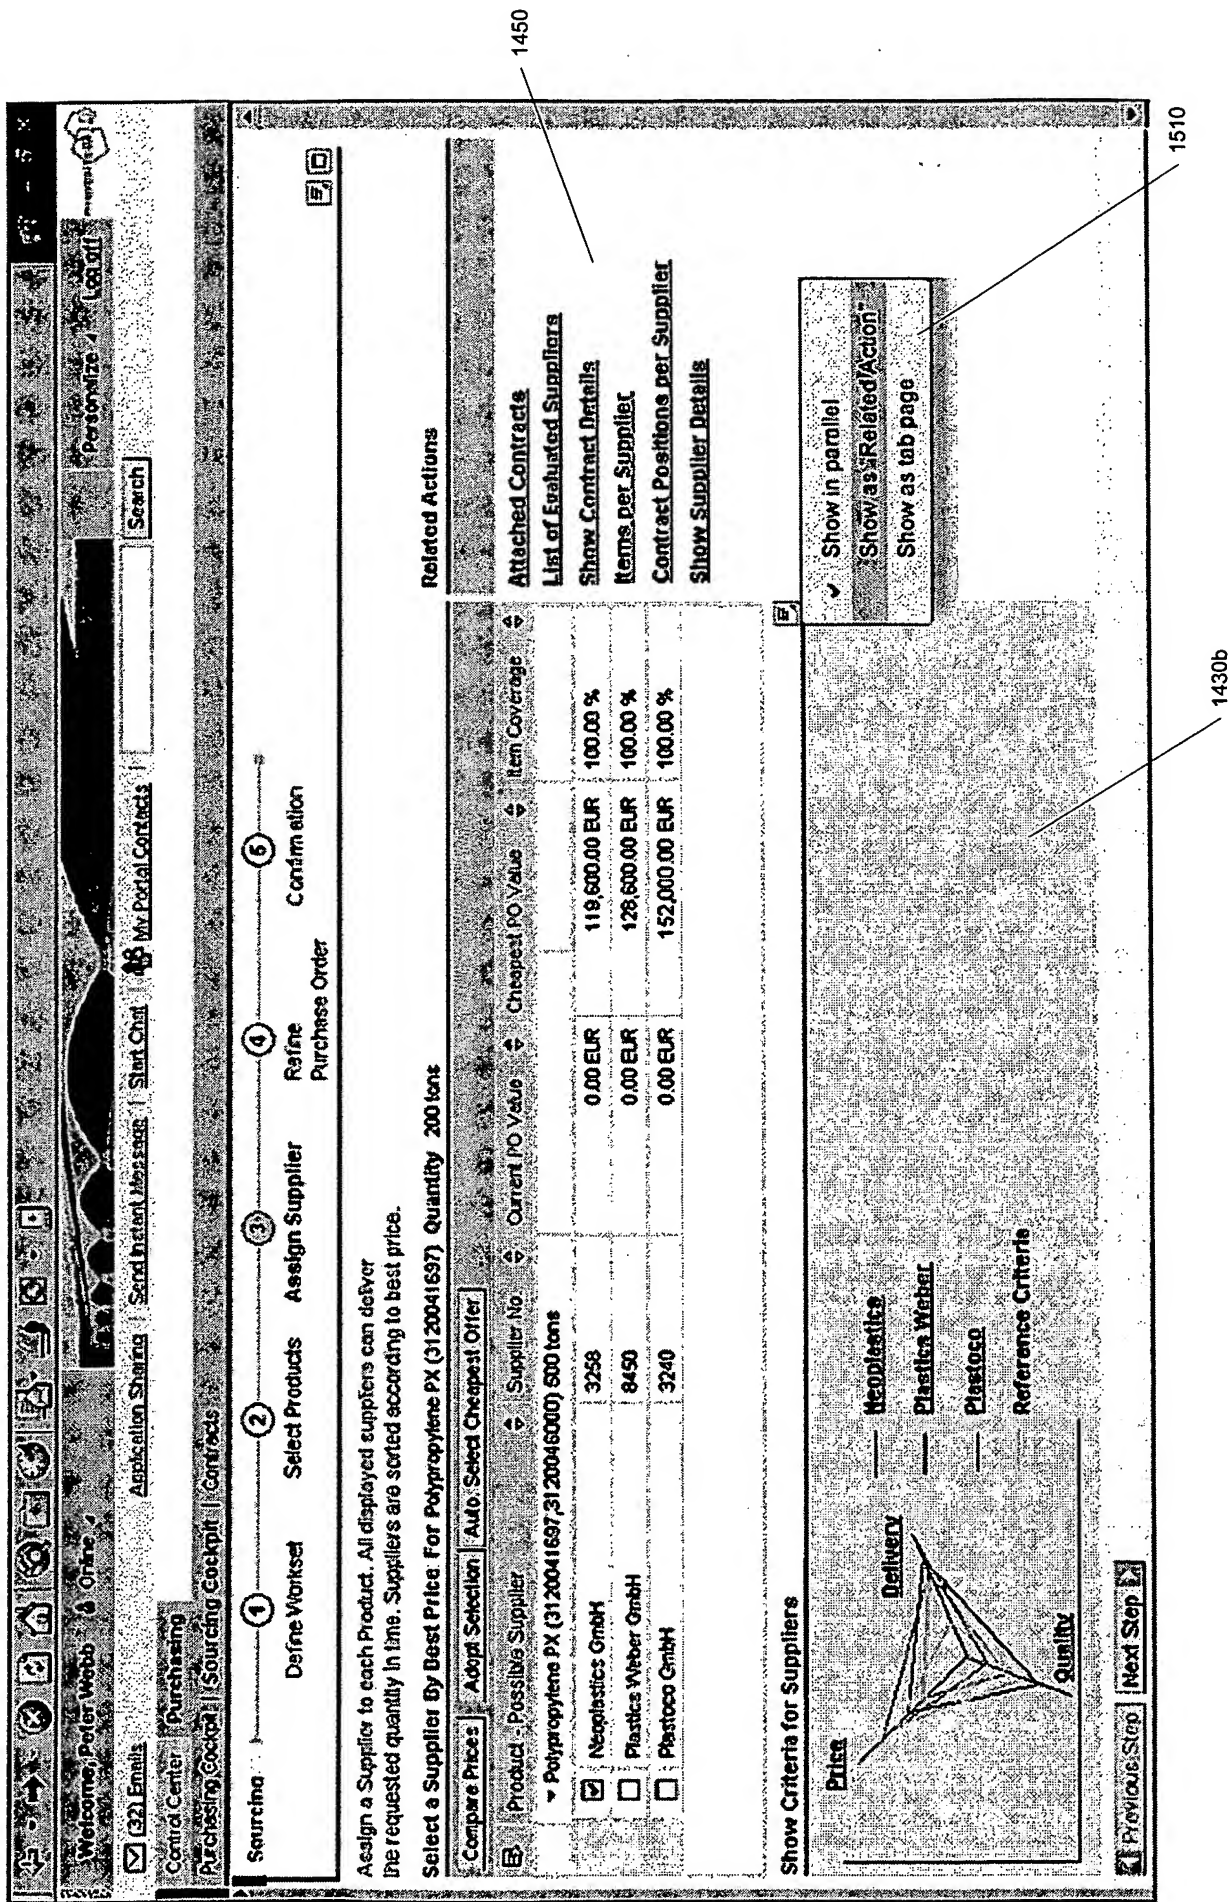 Welcome, Peter Webb Online
Personalize Log off
(32) Emails
Application Sharing | Send Instant Message | Start Chat | My Portal Contacts
Search
Control Center Purchasing
Purchasing Cockpit | Sourcing Cockpit | Contacts
Sourcing
1 2 3 4 5
Define Workset Select Products Assign Supplier Refine Purchase Order Confirmation
Assign a Supplier to each Product. All displayed suppliers can deliver
the requested quantity in time. Suppliers are sorted according to best price.
Select a Supplier By Best Price: For Polypropylene PX (3120041697) Quantity 200 tons
Related Actions
Compare Prices Adopt Selection Auto. Select Cheapest Offer
Product - Possible Supplier Supplier No. Current PO Value Cheapest PO Value Item Coverage
Polypropylene PX (3120041697,3120046000) 600 tons
Neoplastics GmbH 3258 0.00 EUR 119,600.00 EUR 100.00 %
Plastics Weber GmbH 8450 0.00 EUR 128,600.00 EUR 100.00 %
Plastoco GmbH 3240 0.00 EUR 152,000.00 EUR 100.00 %
Attached Contracts
List of Evaluated Suppliers
Show Contract Details
Items per Supplier
Contract Positions per Supplier
Show Supplier Details
Show Criteria for Suppliers
Show in parallel
Show as "Related Action"
Show as tab page
Price
Delivery
Quality
Neoplastics
Plastics Weber
Plastoco
Reference Criteria
Previous Step Next Step
1450
1510
1430b